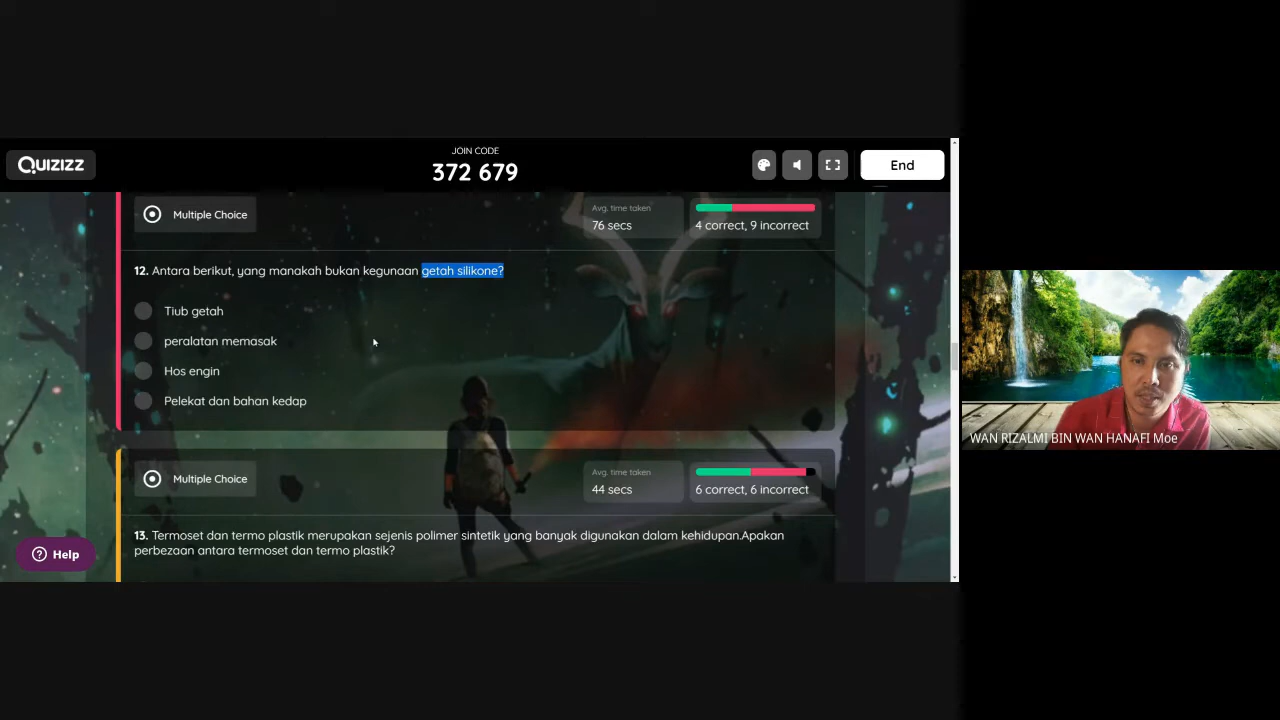 QUIZIZZ
JOIN CODE
372 679
End
Multiple Choice
Avg. time taken
76 secs
4 correct, 9 incorrect
12. Antara berikut, yang manakah bukan kegunaan getah silikone?
Tiub getah
peralatan memasak
Hos engin
Pelekat dan bahan kedap
Multiple Choice
Avg. time taken
44 secs
6 correct, 6 incorrect
13. Termoset dan termo plastik merupakan sejenis polimer sintetik yang banyak digunakan dalam kehidupan.Apakan
perbezaan antara termoset dan termo plastik?
Help
WAN RIZALMI BIN WAN HANAFI Moe